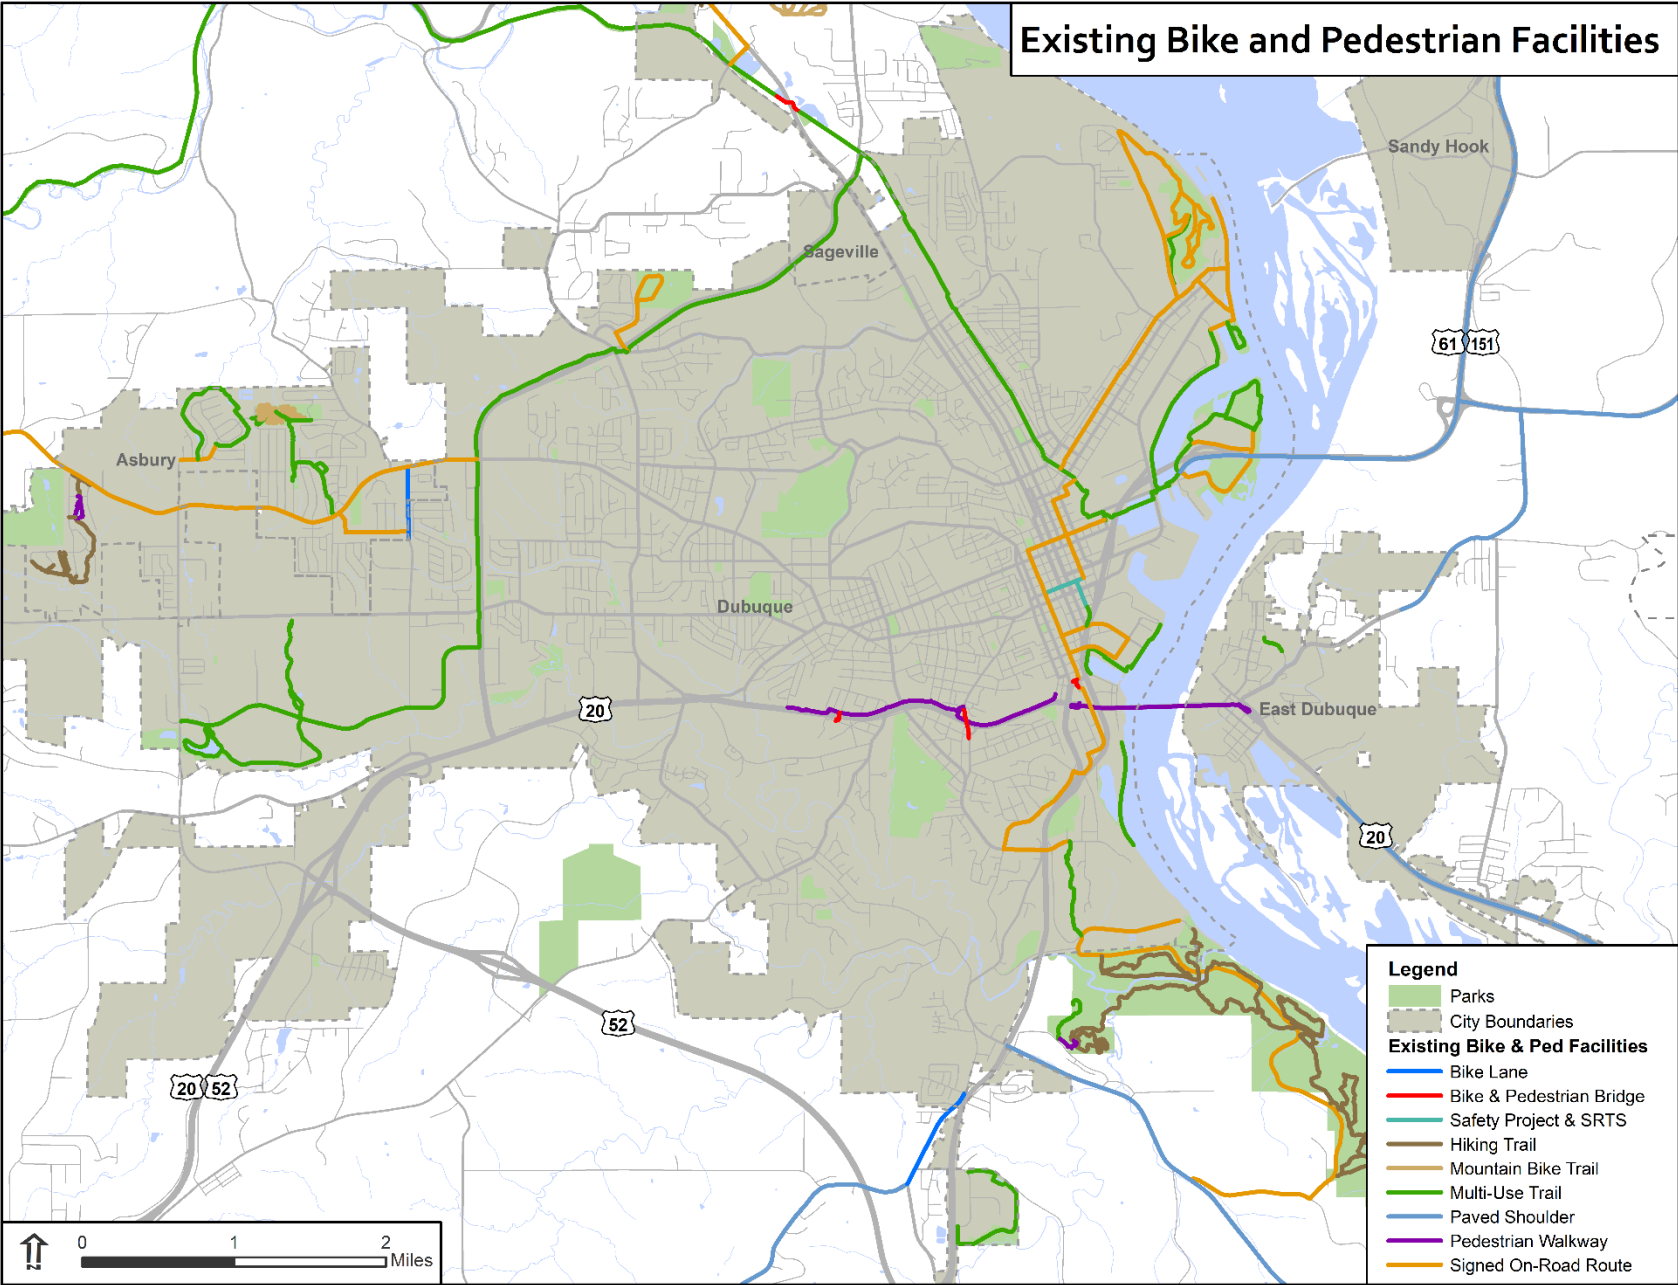 Existing Bike and Pedestrian Facilities
Sandy Hook
Sageville
61 151
Asbury
Dubuque
20
East Dubuque
20
52
20 52
Legend
Parks
City Boundaries
Existing Bike & Ped Facilities
Bike Lane
Bike & Pedestrian Bridge
Safety Project & SRTS
Hiking Trail
Mountain Bike Trail
Multi-Use Trail
Paved Shoulder
Pedestrian Walkway
Signed On-Road Route
N
0 1 2
Miles